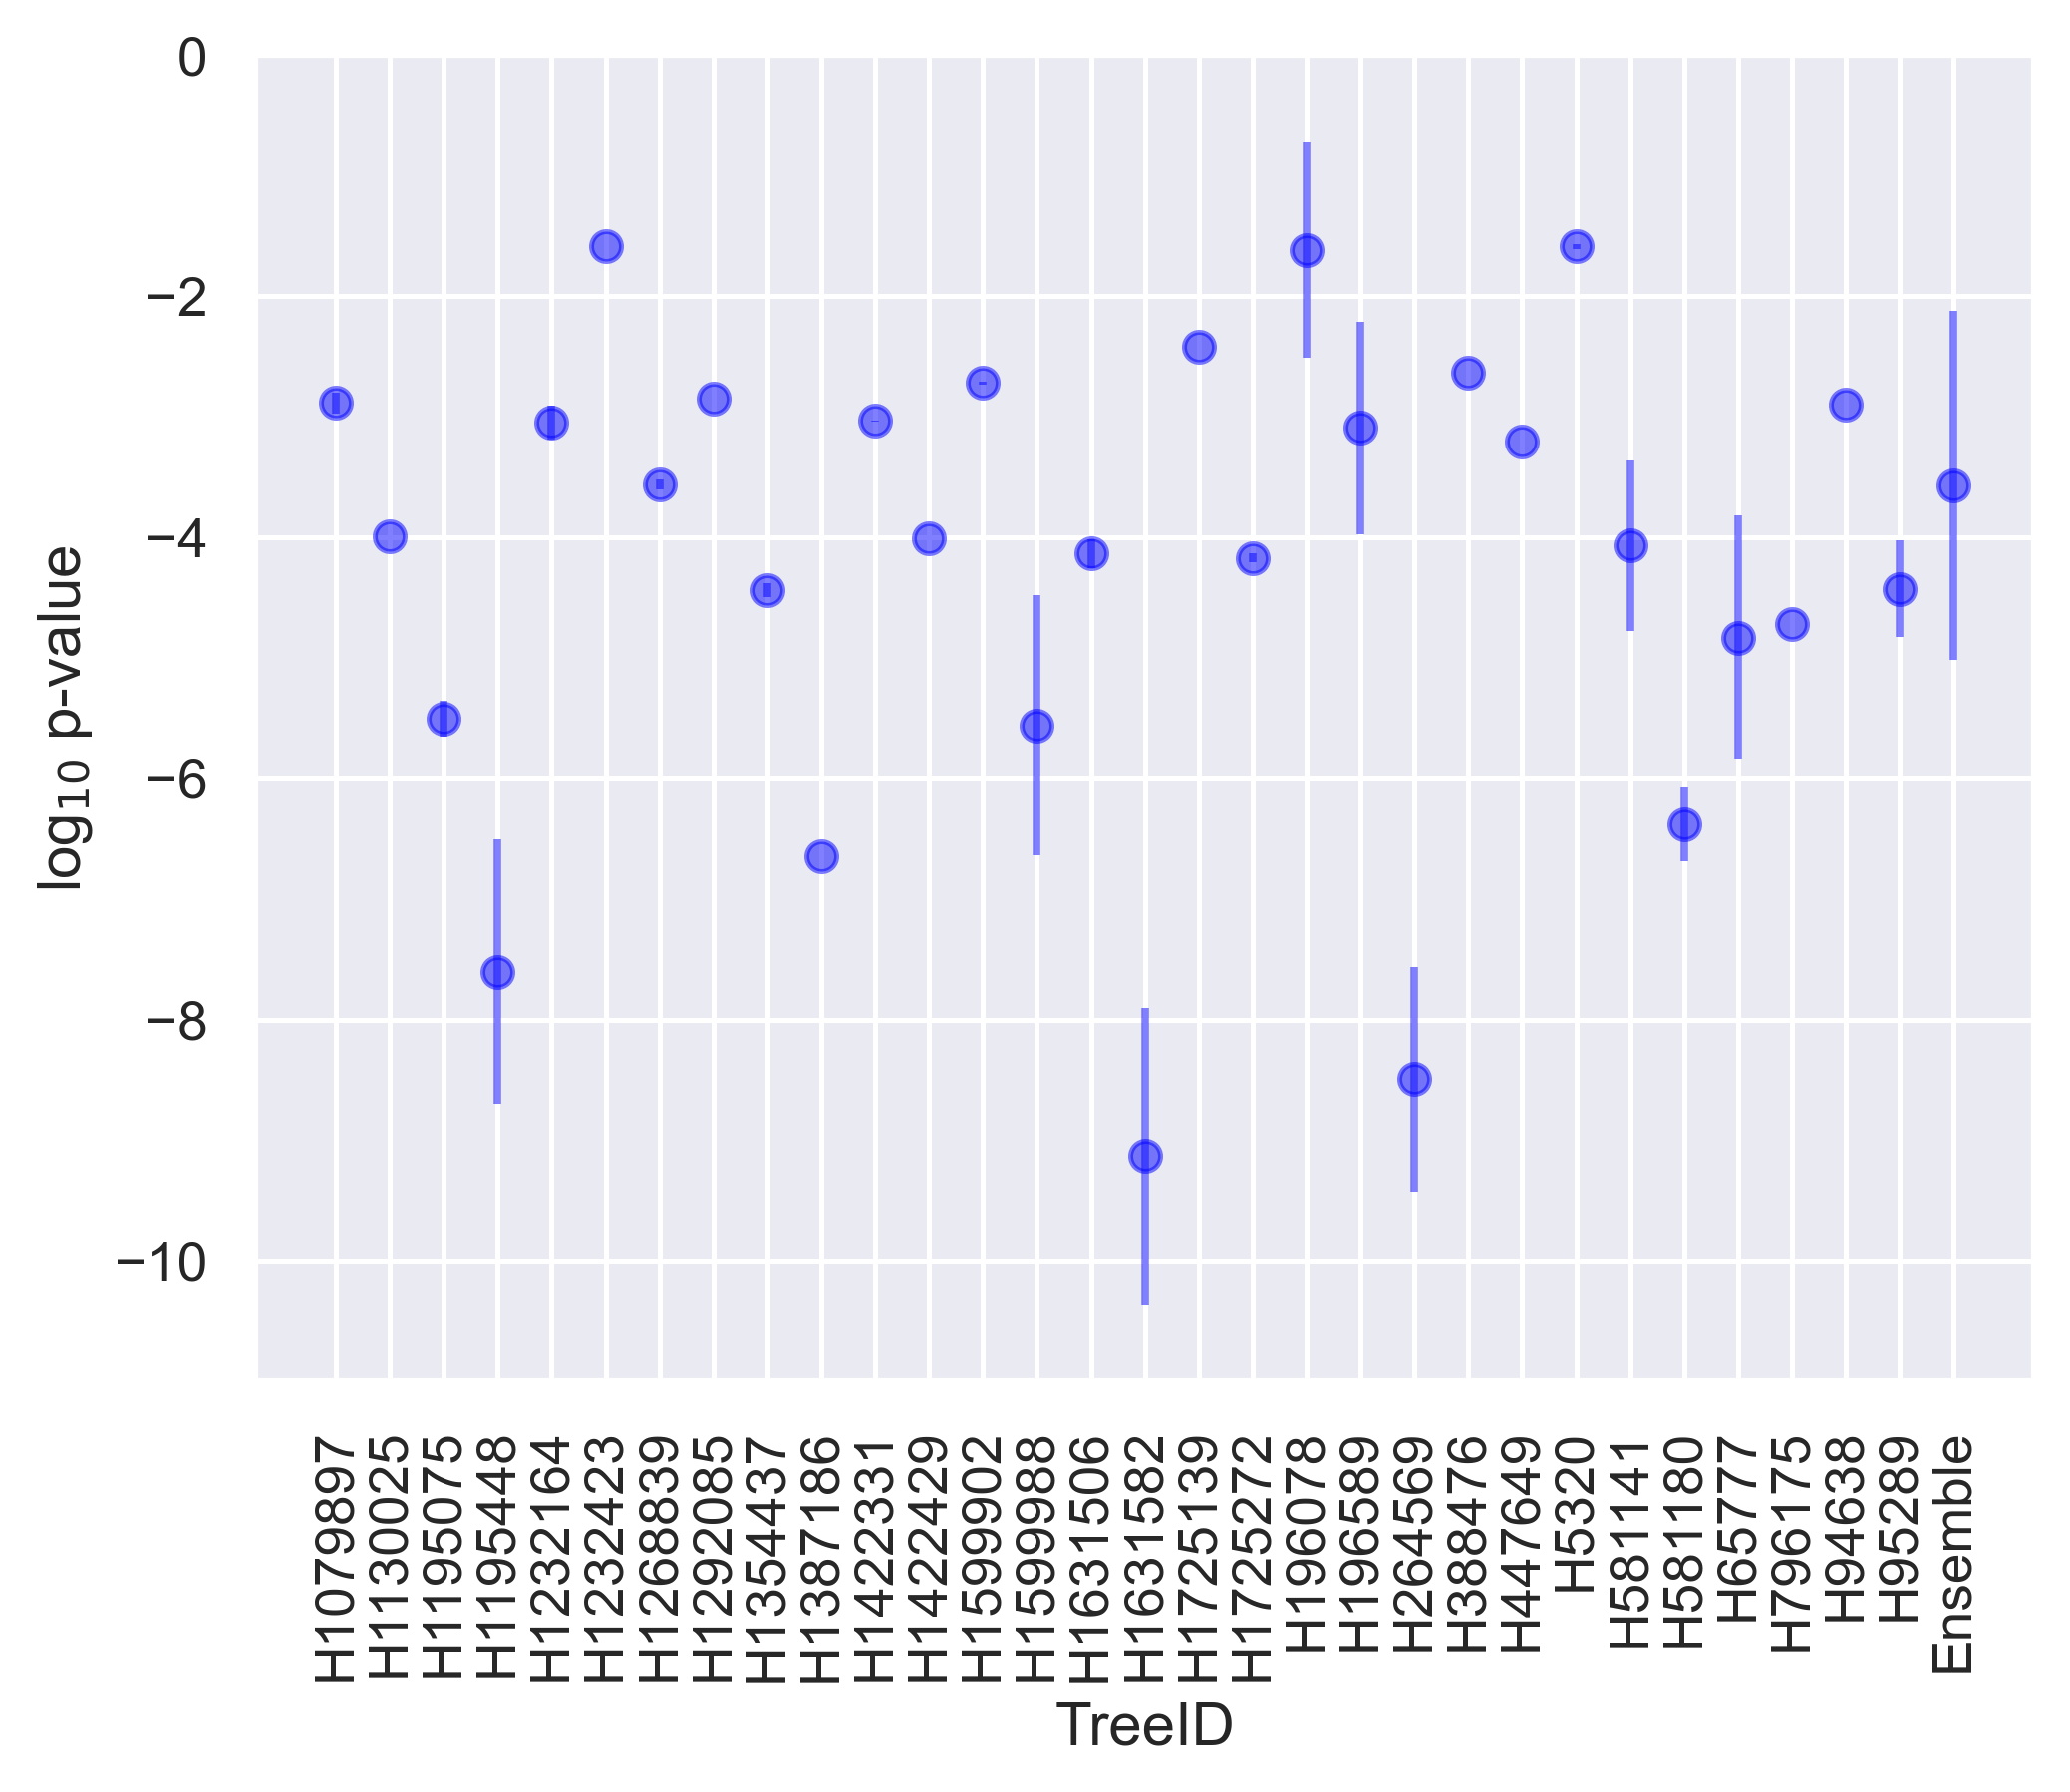 0
−2
−4
−6
−8
−10
log₁₀ p-value
H1079897
H1130025
H1195075
H1195448
H1232164
H1232423
H1268839
H1292085
H1354437
H1387186
H1422331
H1422429
H1599902
H1599988
H1631506
H1631582
H1725139
H1725272
H196078
H196589
H264569
H388476
H447649
H5320
H581141
H581180
H65777
H796175
H94638
H95289
Ensemble
TreeID